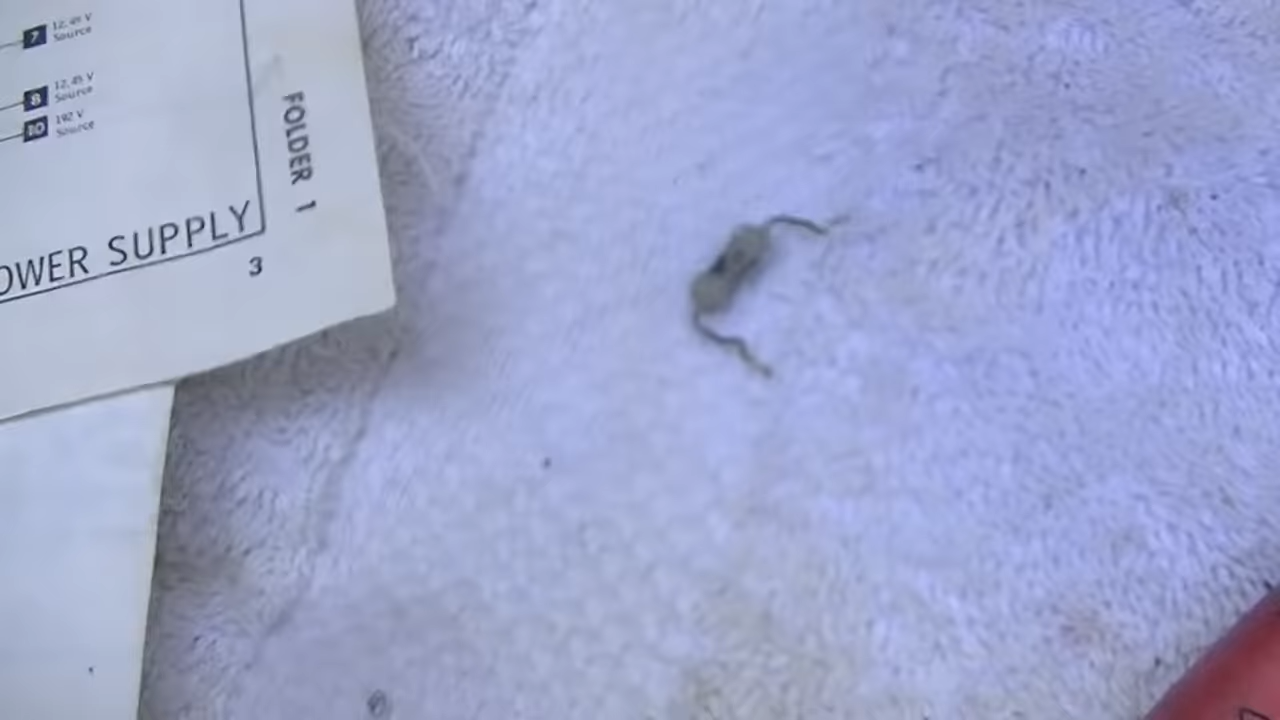 7 12.45 V
Source
8 12.45 V
Source
10 192 V
Source
FOLDER 1
OWER SUPPLY
3